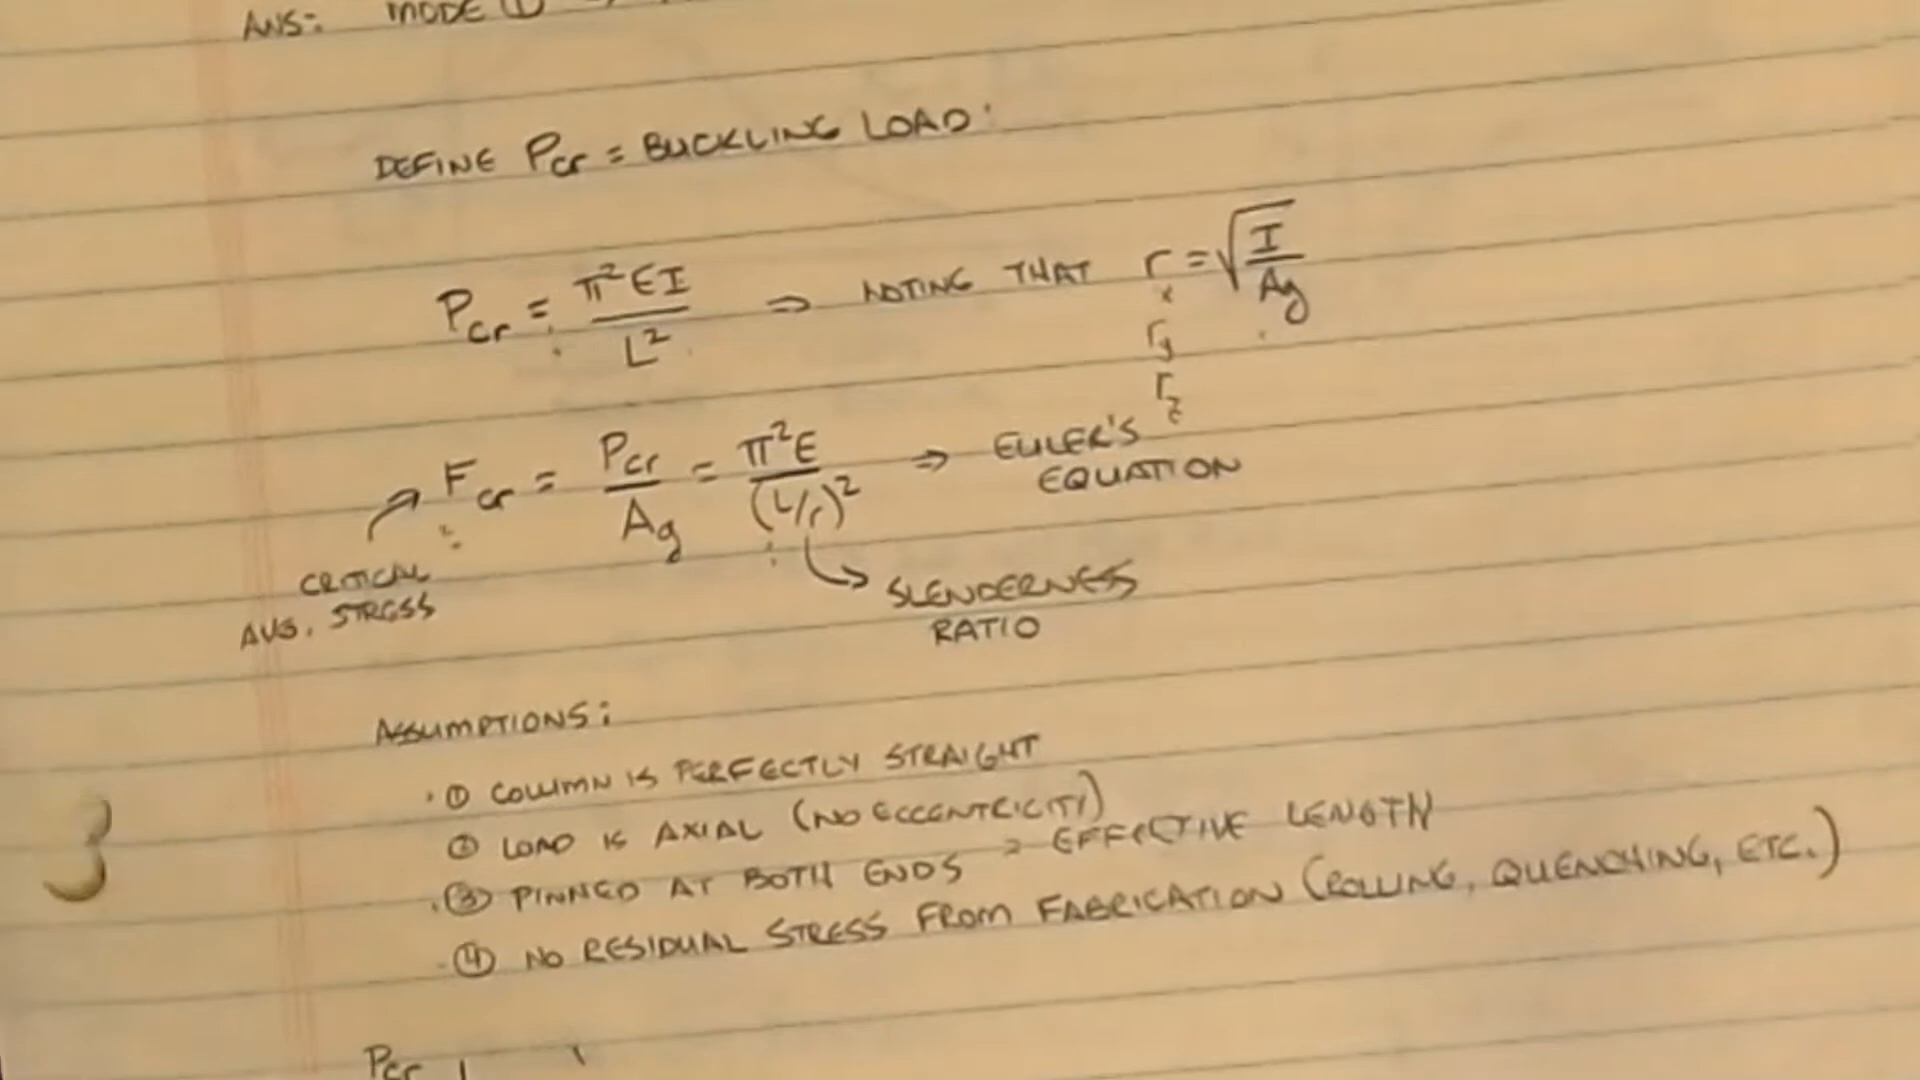 ANS: MODE ①
DEFINE Pcr = BUCKLING LOAD:
Pcr = π²EI / L² ⇒ NOTING THAT r = √(I/Ag)
x
ry
rz
Fcr = Pcr / Ag = π²E / (L/r)² ⇒ EULER'S
EQUATION
CRITICAL
AVG. STRESS
SLENDERNESS
RATIO
ASSUMPTIONS:
① COLUMN IS PERFECTLY STRAIGHT
② LOAD IS AXIAL (NO ECCENTRICITY)
③ PINNED AT BOTH ENDS ⇒ EFFECTIVE LENGTH
④ NO RESIDUAL STRESS FROM FABRICATION (ROLLING, QUENCHING, ETC.)
3
Pcr